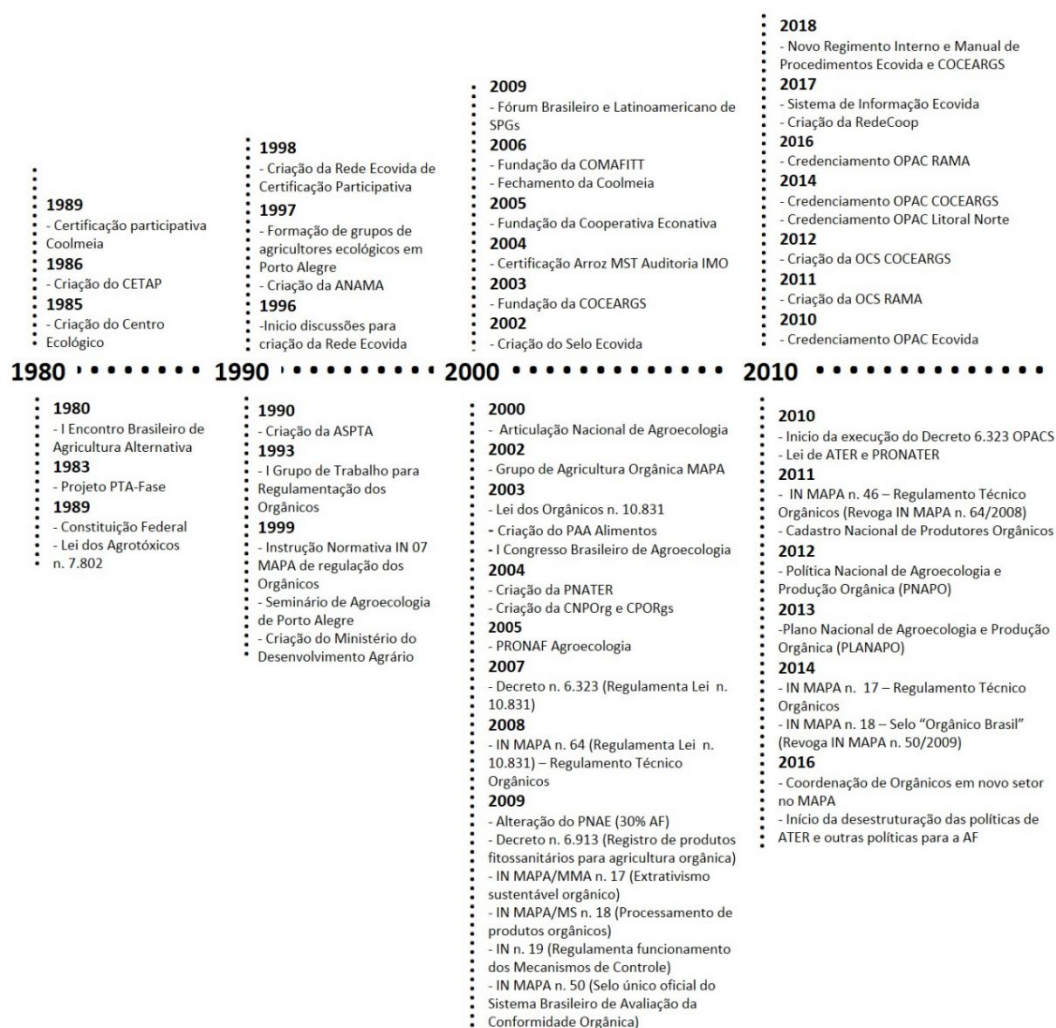 1989
- Certificação participativa
Coolmeia
1986
- Criação do CETAP
1985
- Criação do Centro
Ecológico
1998
- Criação da Rede Ecovida de
Certificação Participativa
1997
- Formação de grupos de
agricultores ecológicos em
Porto Alegre
- Criação da ANAMA
1996
-Inicio discussões para
criação da Rede Ecovida
2009
- Fórum Brasileiro e Latinoamericano de
SPGs
2006
- Fundação da COMAFITT
- Fechamento da Coolmeia
2005
- Fundação da Cooperativa Econativa
2004
- Certificação Arroz MST Auditoria IMO
2003
- Fundação da COCEARGS
2002
- Criação do Selo Ecovida
2018
- Novo Regimento Interno e Manual de
Procedimentos Ecovida e COCEARGS
2017
- Sistema de Informação Ecovida
- Criação da RedeCoop
2016
- Credenciamento OPAC RAMA
2014
- Credenciamento OPAC COCEARGS
- Credenciamento OPAC Litoral Norte
2012
- Criação da OCS COCEARGS
2011
- Criação da OCS RAMA
2010
- Credenciamento OPAC Ecovida
1980 1990 2000 2010
1980
- I Encontro Brasileiro de
Agricultura Alternativa
1983
- Projeto PTA-Fase
1989
- Constituição Federal
- Lei dos Agrotóxicos
n. 7.802
1990
- Criação da ASPTA
1993
- I Grupo de Trabalho para
Regulamentação dos
Orgânicos
1999
- Instrução Normativa IN 07
MAPA de regulação dos
Orgânicos
- Seminário de Agroecologia
de Porto Alegre
- Criação do Ministério do
Desenvolvimento Agrário
2000
- Articulação Nacional de Agroecologia
2002
- Grupo de Agricultura Orgânica MAPA
2003
- Lei dos Orgânicos n. 10.831
- Criação do PAA Alimentos
- I Congresso Brasileiro de Agroecologia
2004
- Criação da PNATER
- Criação da CNPOrg e CPORgs
2005
- PRONAF Agroecologia
2007
- Decreto n. 6.323 (Regulamenta Lei n.
10.831)
2008
- IN MAPA n. 64 (Regulamenta Lei n.
10.831) – Regulamento Técnico
Orgânicos
2009
- Alteração do PNAE (30% AF)
- Decreto n. 6.913 (Registro de produtos
fitossanitários para agricultura orgânica)
- IN MAPA/MMA n. 17 (Extrativismo
sustentável orgânico)
- IN MAPA/MS n. 18 (Processamento de
produtos orgânicos)
- IN n. 19 (Regulamenta funcionamento
dos Mecanismos de Controle)
- IN MAPA n. 50 (Selo único oficial do
Sistema Brasileiro de Avaliação da
Conformidade Orgânica)
2010
- Inicio da execução do Decreto 6.323 OPACS
- Lei de ATER e PRONATER
2011
- IN MAPA n. 46 – Regulamento Técnico
Orgânicos (Revoga IN MAPA n. 64/2008)
- Cadastro Nacional de Produtores Orgânicos
2012
- Política Nacional de Agroecologia e
Produção Orgânica (PNAPO)
2013
-Plano Nacional de Agroecologia e Produção
Orgânica (PLANAPO)
2014
- IN MAPA n. 17 – Regulamento Técnico
Orgânicos
- IN MAPA n. 18 – Selo “Orgânico Brasil”
(Revoga IN MAPA n. 50/2009)
2016
- Coordenação de Orgânicos em novo setor
no MAPA
- Início da desestruturação das políticas de
ATER e outras políticas para a AF